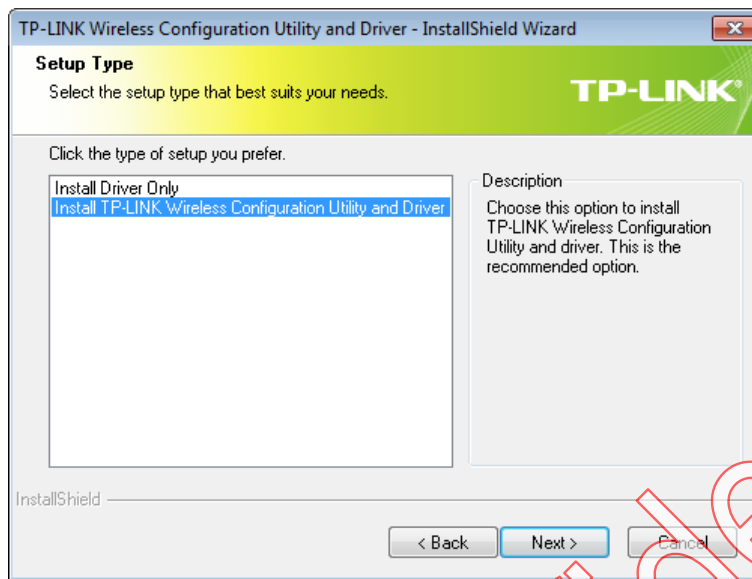 TP-LINK Wireless Configuration Utility and Driver - InstallShield Wizard
Setup Type
Select the setup type that best suits your needs.
TP-LINK®
Click the type of setup you prefer.
Install Driver Only
Install TP-LINK Wireless Configuration Utility and Driver
Description
Choose this option to install
TP-LINK Wireless Configuration
Utility and driver. This is the
recommended option.
InstallShield
< Back
Next >
Cancel